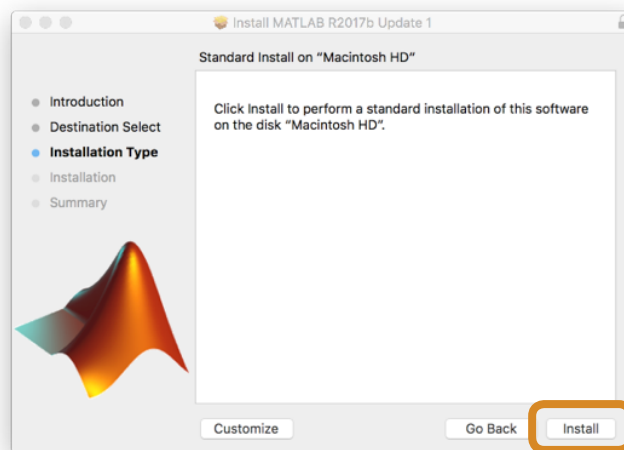 Install MATLAB R2017b Update 1
Standard Install on “Macintosh HD”
Introduction
Destination Select
Installation Type
Installation
Summary
Click Install to perform a standard installation of this software
on the disk “Macintosh HD”.
Customize
Go Back
Install